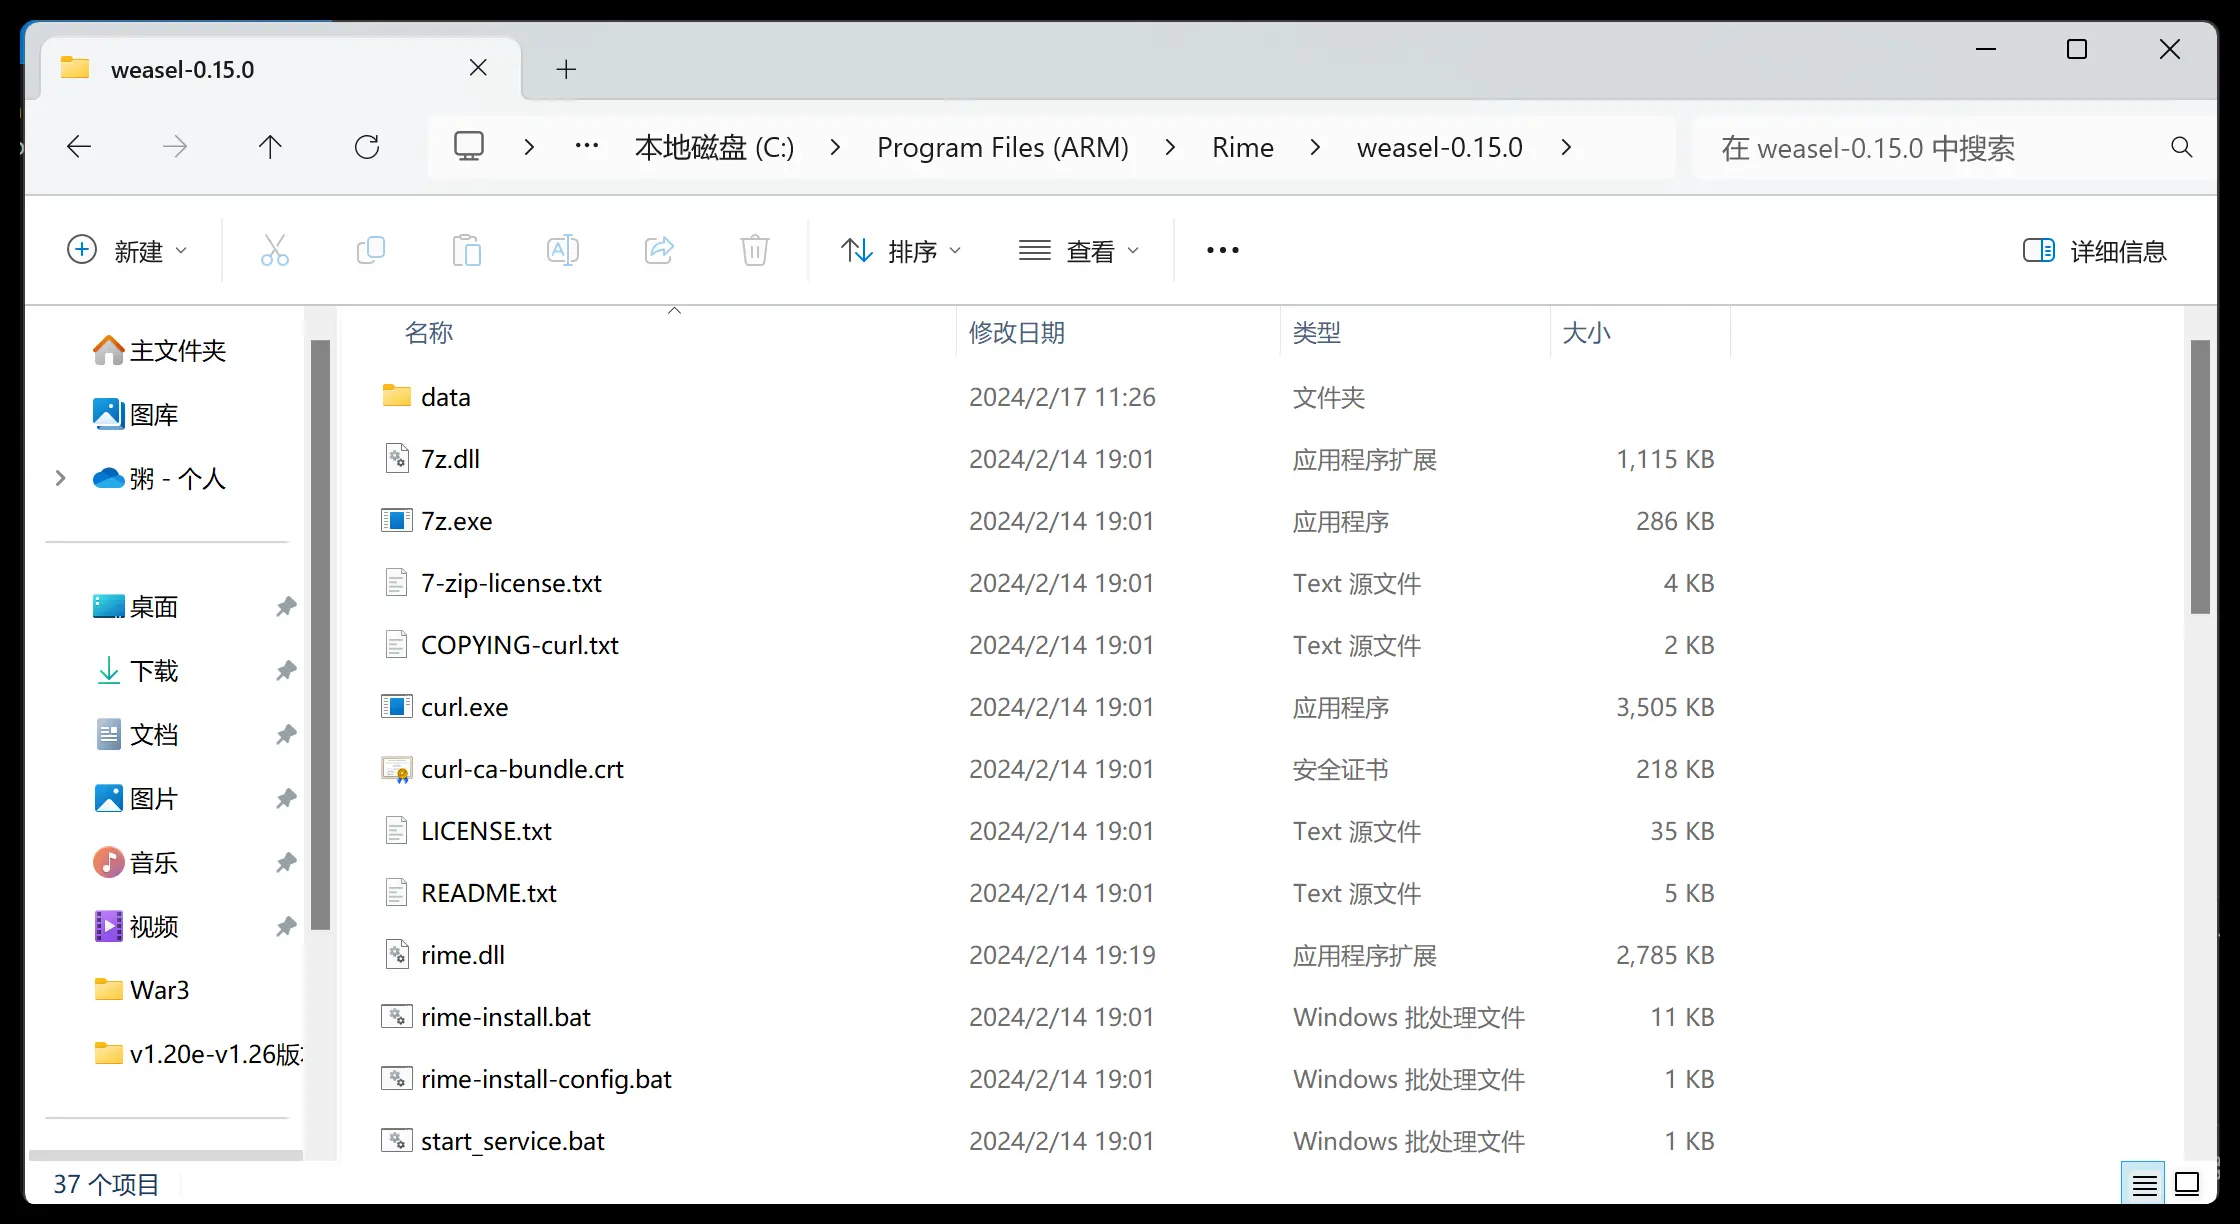 weasel-0.15.0
本地磁盘 (C:) Program Files (ARM) Rime weasel-0.15.0 在 weasel-0.15.0 中搜索
新建 排序 查看 详细信息
名称 修改日期 类型 大小
主文件夹
图库
粥 - 个人
桌面
下载
文档
图片
音乐
视频
War3
v1.20e-v1.26版
data 2024/2/17 11:26 文件夹
7z.dll 2024/2/14 19:01 应用程序扩展 1,115 KB
7z.exe 2024/2/14 19:01 应用程序 286 KB
7-zip-license.txt 2024/2/14 19:01 Text 源文件 4 KB
COPYING-curl.txt 2024/2/14 19:01 Text 源文件 2 KB
curl.exe 2024/2/14 19:01 应用程序 3,505 KB
curl-ca-bundle.crt 2024/2/14 19:01 安全证书 218 KB
LICENSE.txt 2024/2/14 19:01 Text 源文件 35 KB
README.txt 2024/2/14 19:01 Text 源文件 5 KB
rime.dll 2024/2/14 19:19 应用程序扩展 2,785 KB
rime-install.bat 2024/2/14 19:01 Windows 批处理文件 11 KB
rime-install-config.bat 2024/2/14 19:01 Windows 批处理文件 1 KB
start_service.bat 2024/2/14 19:01 Windows 批处理文件 1 KB
37 个项目